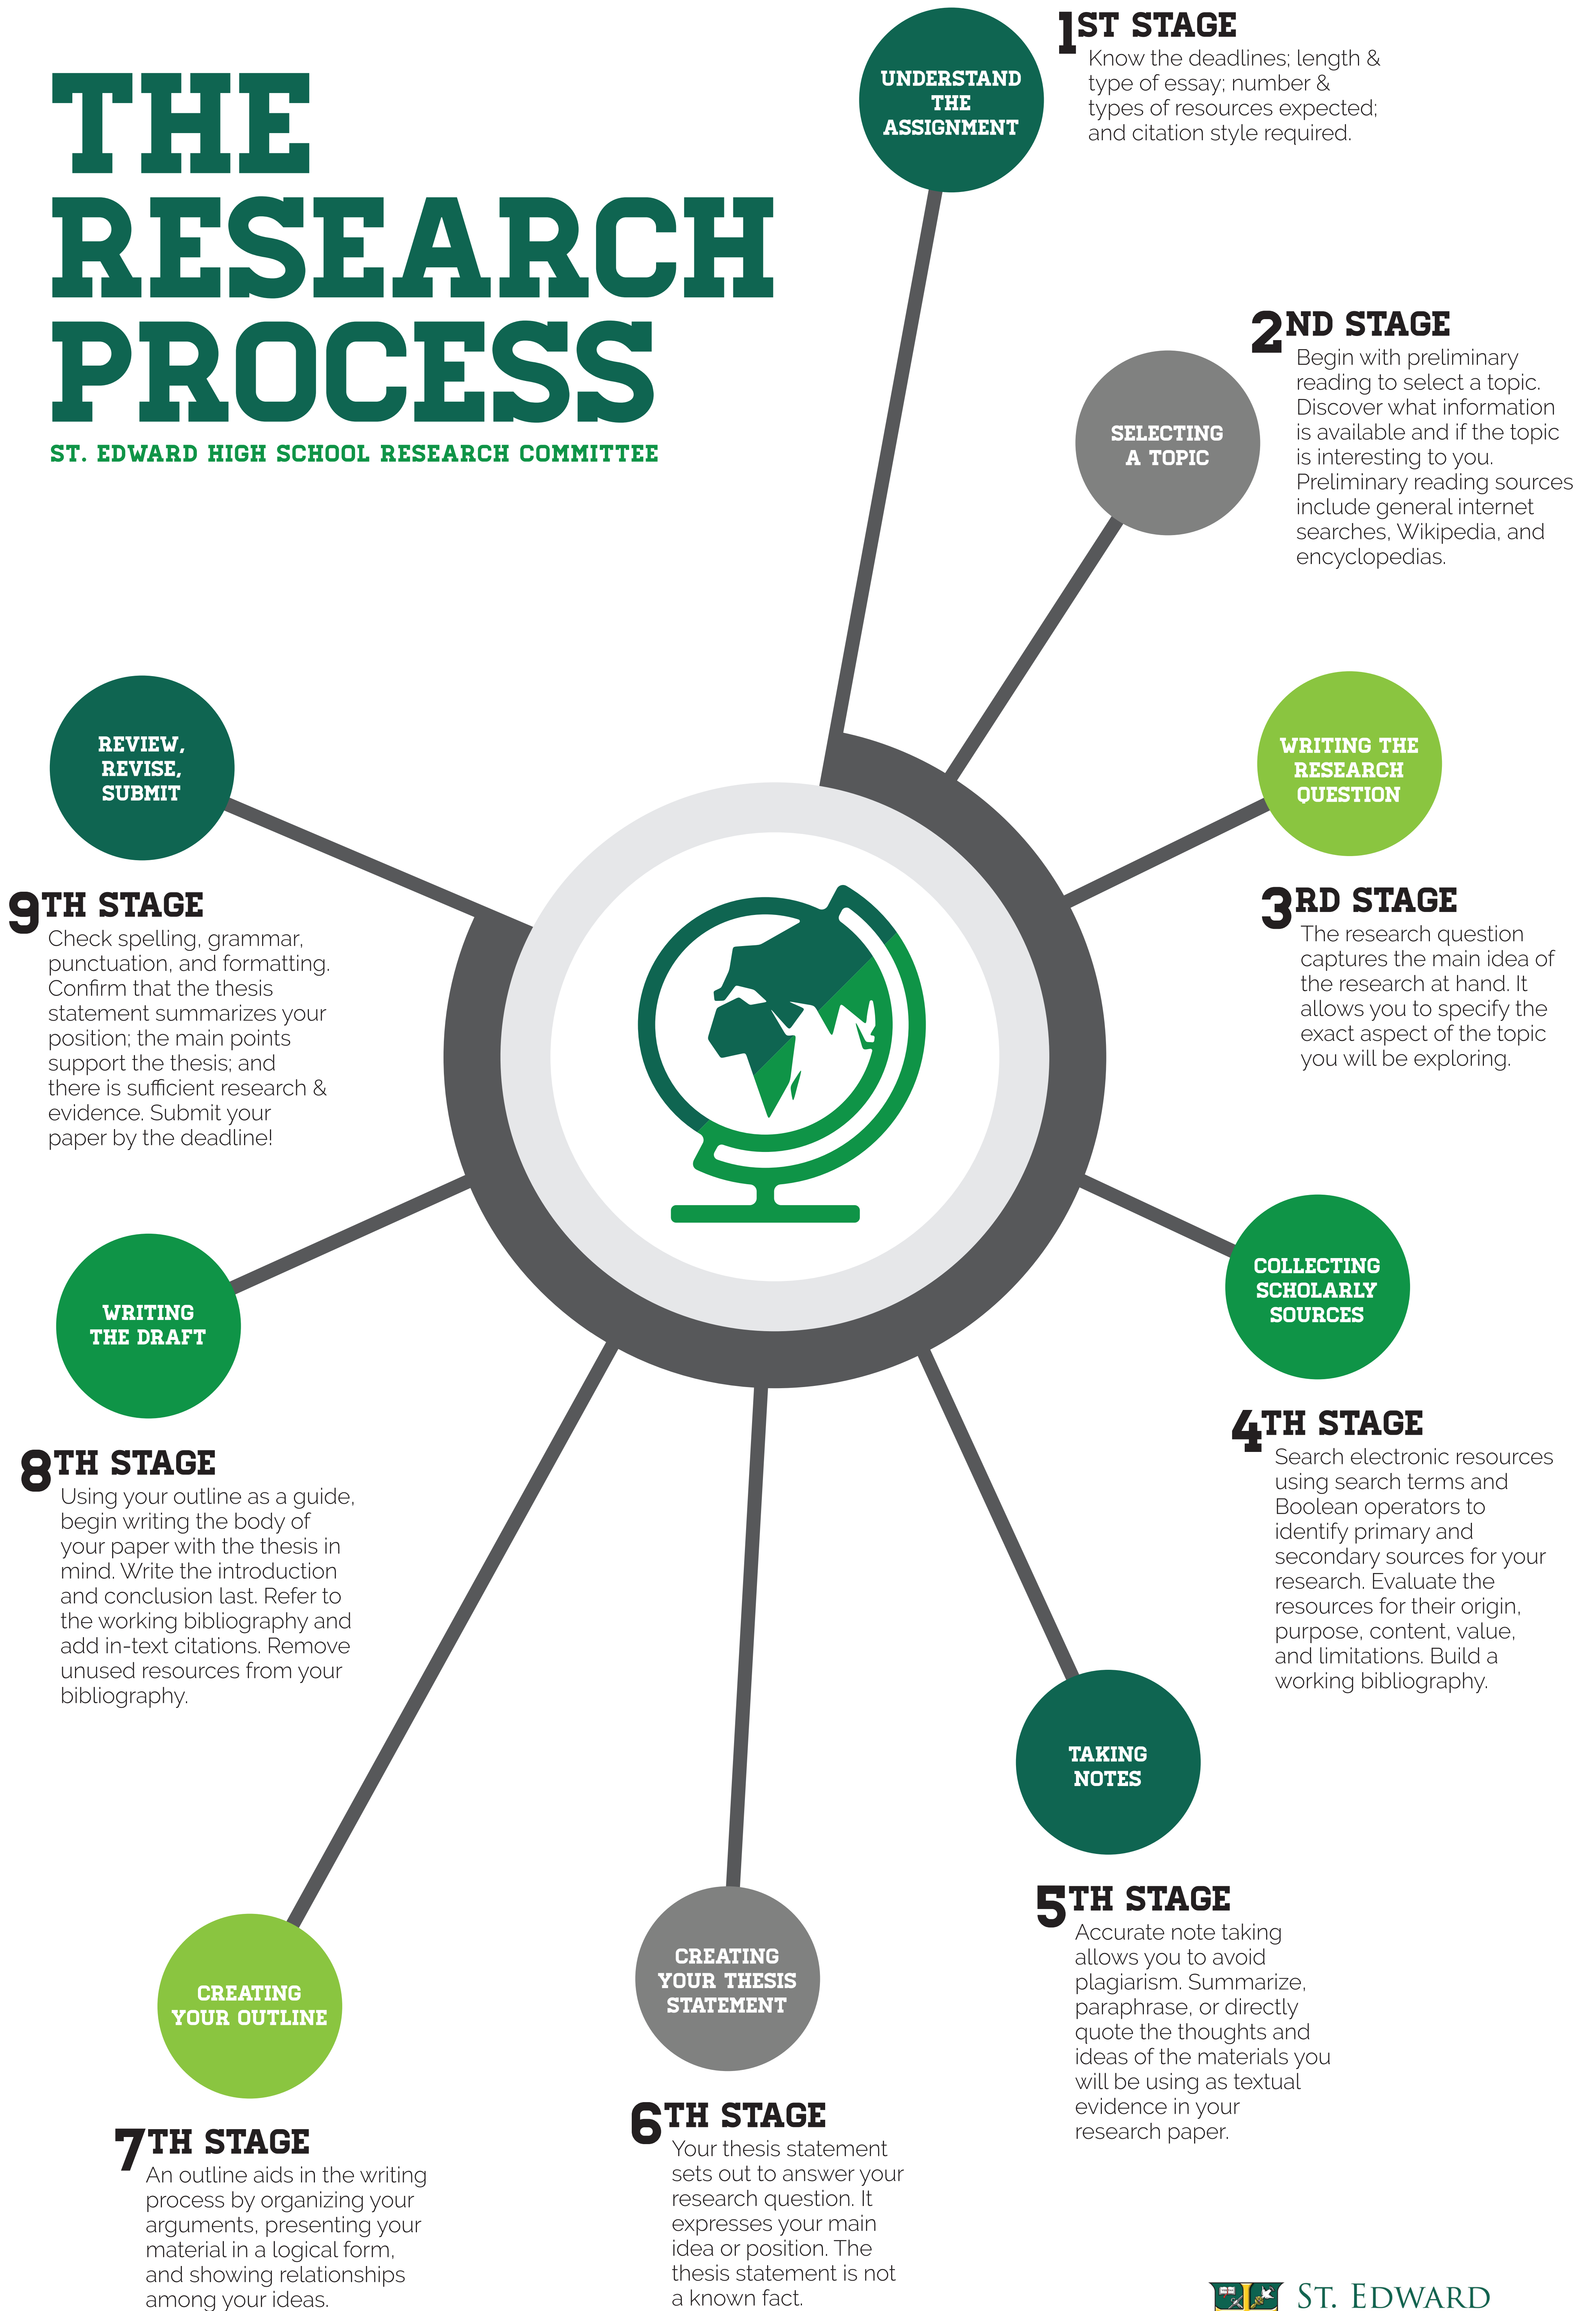 THE
RESEARCH
PROCESS
ST. EDWARD HIGH SCHOOL RESEARCH COMMITTEE
UNDERSTAND
THE
ASSIGNMENT
1ST STAGE
Know the deadlines; length &
type of essay; number &
types of resources expected;
and citation style required.
SELECTING
A TOPIC
2ND STAGE
Begin with preliminary
reading to select a topic.
Discover what information
is available and if the topic
is interesting to you.
Preliminary reading sources
include general internet
searches, Wikipedia, and
encyclopedias.
WRITING THE
RESEARCH
QUESTION
3RD STAGE
The research question
captures the main idea of
the research at hand. It
allows you to specify the
exact aspect of the topic
you will be exploring.
COLLECTING
SCHOLARLY
SOURCES
4TH STAGE
Search electronic resources
using search terms and
Boolean operators to
identify primary and
secondary sources for your
research. Evaluate the
resources for their origin,
purpose, content, value,
and limitations. Build a
working bibliography.
TAKING
NOTES
5TH STAGE
Accurate note taking
allows you to avoid
plagiarism. Summarize,
paraphrase, or directly
quote the thoughts and
ideas of the materials you
will be using as textual
evidence in your
research paper.
CREATING
YOUR THESIS
STATEMENT
6TH STAGE
Your thesis statement
sets out to answer your
research question. It
expresses your main
idea or position. The
thesis statement is not
a known fact.
CREATING
YOUR OUTLINE
7TH STAGE
An outline aids in the writing
process by organizing your
arguments, presenting your
material in a logical form,
and showing relationships
among your ideas.
WRITING
THE DRAFT
8TH STAGE
Using your outline as a guide,
begin writing the body of
your paper with the thesis in
mind. Write the introduction
and conclusion last. Refer to
the working bibliography and
add in-text citations. Remove
unused resources from your
bibliography.
REVIEW,
REVISE,
SUBMIT
9TH STAGE
Check spelling, grammar,
punctuation, and formatting.
Confirm that the thesis
statement summarizes your
position; the main points
support the thesis; and
there is sufficient research &
evidence. Submit your
paper by the deadline!
ST. EDWARD